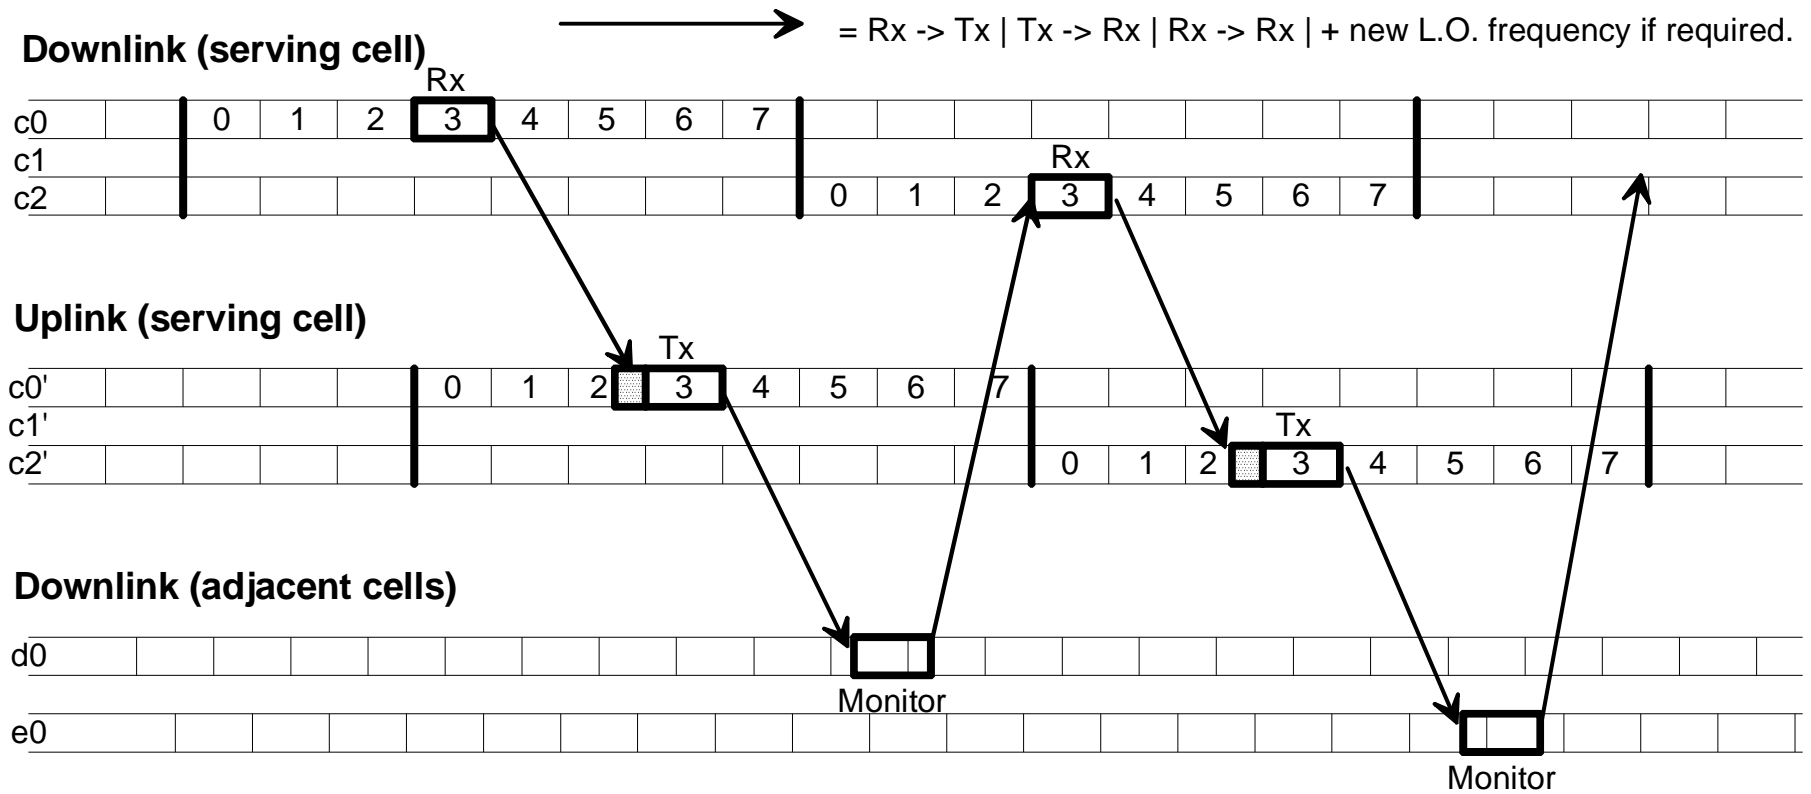 = Rx -> Tx | Tx -> Rx | Rx -> Rx | + new L.O. frequency if required.
Downlink (serving cell)
Rx
c0 0 1 2 3 4 5 6 7
c1 Rx
c2 0 1 2 3 4 5 6 7
Uplink (serving cell)
Tx
c0' 0 1 2 3 4 5 6 7
c1' Tx
c2' 0 1 2 3 4 5 6 7
Downlink (adjacent cells)
d0
Monitor
e0
Monitor